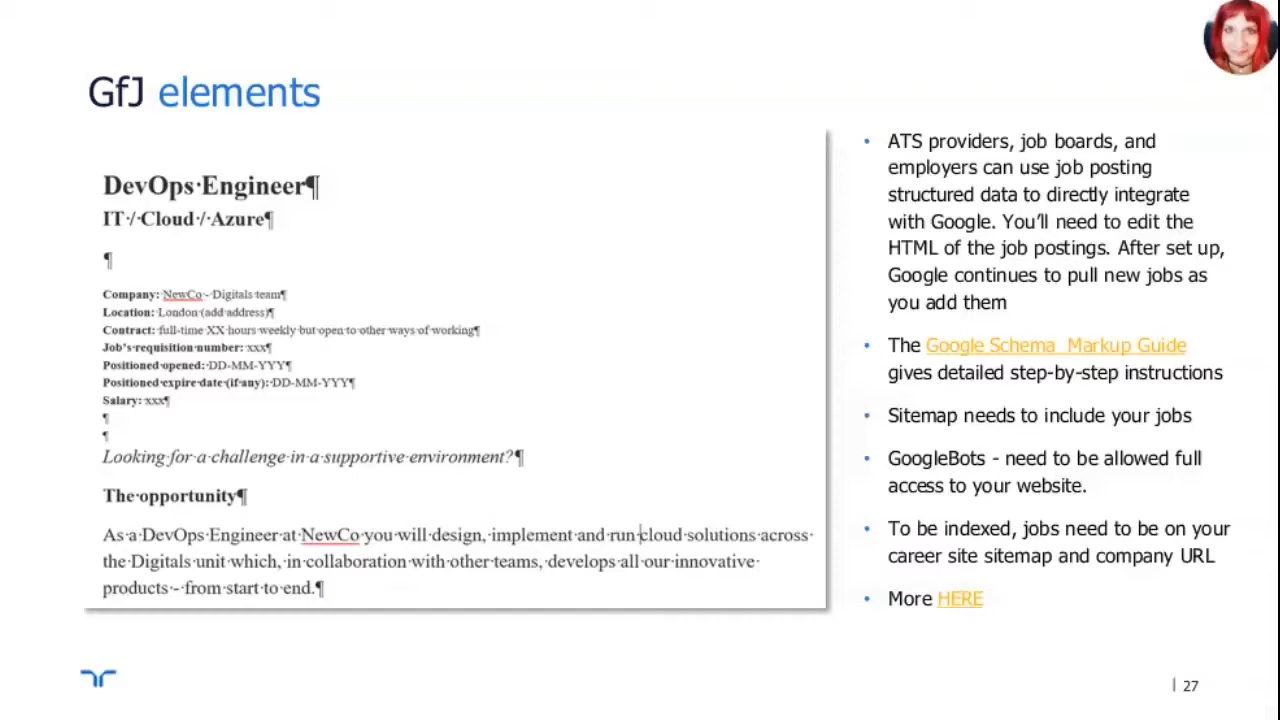 GfJ elements
DevOps·Engineer¶
IT·/·Cloud·/·Azure¶
¶
Company:·NewCo·-·Digitals·team¶
Location:·London·(add·address)¶
Contract:·full-time·XX·hours·weekly·but·open·to·other·ways·of·working¶
Job's·requisition·number:·xxx¶
Positioned·opened:·DD-MM-YYY¶
Positioned·expire·date·(if·any):·DD-MM-YYY¶
Salary:·xxx¶
¶
¶
Looking·for·a·challenge·in·a·supportive·environment?¶
The·opportunity¶
As·a·DevOps·Engineer·at·NewCo·you·will·design,·implement·and·run·cloud·solutions·across·
the·Digitals·unit·which,·in·collaboration·with·other·teams,·develops·all·our·innovative·
products·-·from·start·to·end.¶
• ATS providers, job boards, and
employers can use job posting
structured data to directly integrate
with Google. You’ll need to edit the
HTML of the job postings. After set up,
Google continues to pull new jobs as
you add them
• The Google Schema  Markup Guide
gives detailed step-by-step instructions
• Sitemap needs to include your jobs
• GoogleBots - need to be allowed full
access to your website.
• To be indexed, jobs need to be on your
career site sitemap and company URL
• More HERE
| 27